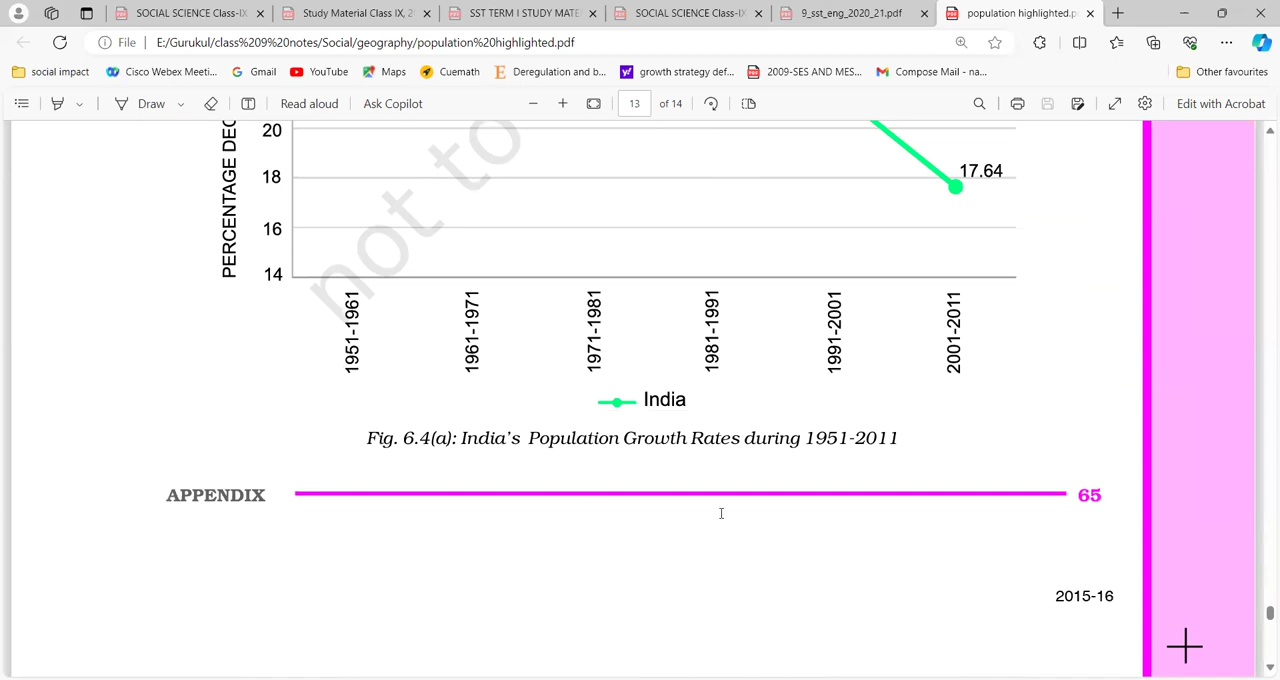 SOCIAL SCIENCE Class-IX
Study Material Class IX, 2
SST TERM I STUDY MATE
SOCIAL SCIENCE Class-IX
9_sst_eng_2020_21.pdf
population highlighted.p
File
E:/Gurukul/class%209%20notes/Social/geography/population%20highlighted.pdf
social impact
Cisco Webex Meeti...
Gmail
YouTube
Maps
Cuemath
Deregulation and b...
growth strategy def...
2009-SES AND MES...
Compose Mail - na...
Other favourites
Draw
Read aloud
Ask Copilot
13 of 14
Edit with Acrobat
PERCENTAGE DEC
20
18
16
14
17.64
not to
1951-1961
1961-1971
1971-1981
1981-1991
1991-2001
2001-2011
India
Fig. 6.4(a): India's Population Growth Rates during 1951-2011
APPENDIX
65
2015-16